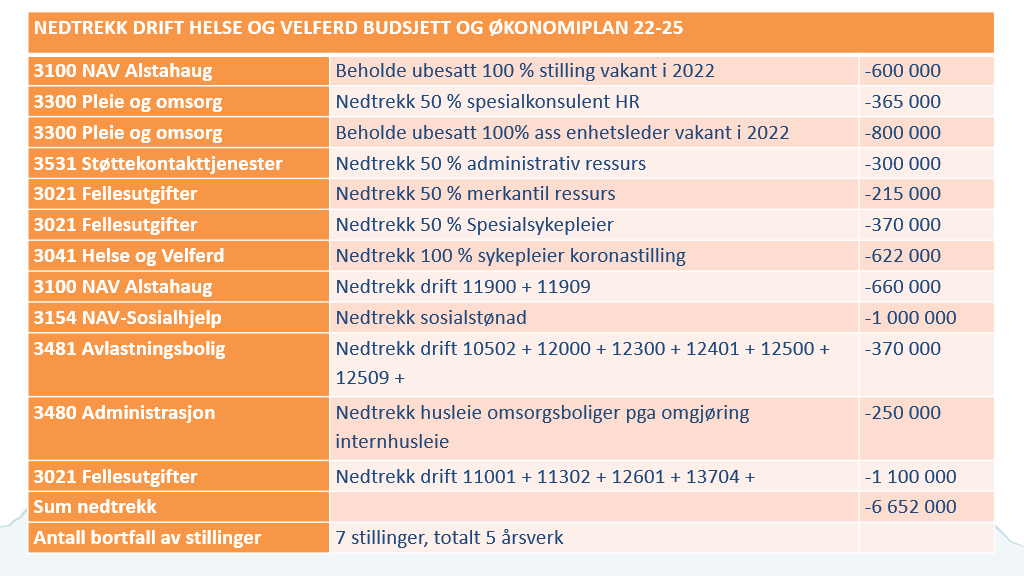 NEDTREKK DRIFT HELSE OG VELFERD BUDSJETT OG ØKONOMIPLAN 22-25
3100 NAV Alstahaug Beholde ubesatt 100 % stilling vakant i 2022 -600 000
3300 Pleie og omsorg Nedtrekk 50 % spesialkonsulent HR -365 000
3300 Pleie og omsorg Beholde ubesatt 100% ass enhetsleder vakant i 2022 -800 000
3531 Støttekontakttjenester Nedtrekk 50 % administrativ ressurs -300 000
3021 Fellesutgifter Nedtrekk 50 % merkantil ressurs -215 000
3021 Fellesutgifter Nedtrekk 50 % Spesialsykepleier -370 000
3041 Helse og Velferd Nedtrekk 100 % sykepleier koronastilling -622 000
3100 NAV Alstahaug Nedtrekk drift 11900 + 11909 -660 000
3154 NAV-Sosialhjelp Nedtrekk sosialstønad -1 000 000
3481 Avlastningsbolig Nedtrekk drift 10502 + 12000 + 12300 + 12401 + 12500 + -370 000
12509 +
3480 Administrasjon Nedtrekk husleie omsorgsboliger pga omgjøring -250 000
internhusleie
3021 Fellesutgifter Nedtrekk drift 11001 + 11302 + 12601 + 13704 + -1 100 000
Sum nedtrekk -6 652 000
Antall bortfall av stillinger 7 stillinger, totalt 5 årsverk